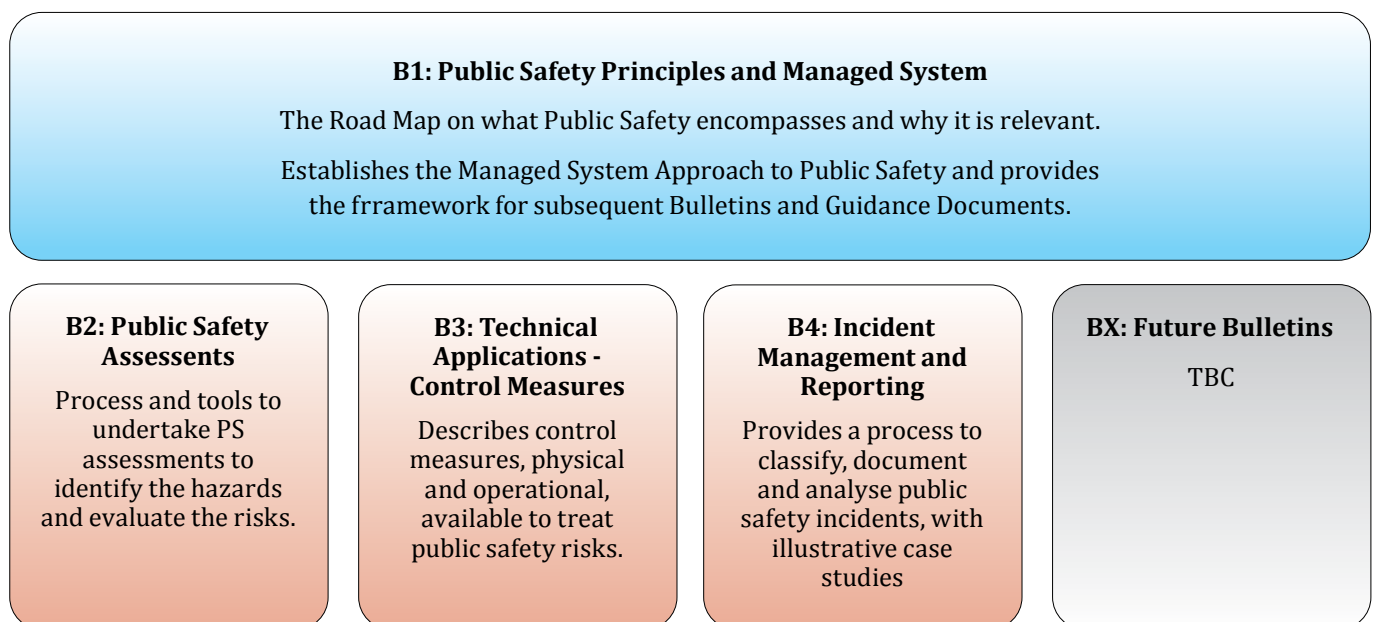 B1: Public Safety Principles and Managed System
The Road Map on what Public Safety encompasses and why it is relevant.
Establishes the Managed System Approach to Public Safety and provides
the frramework for subsequent Bulletins and Guidance Documents.
B2: Public Safety
Assessents
Process and tools to
undertake PS
assessments to
identify the hazards
and evaluate the risks.
B3: Technical
Applications -
Control Measures
Describes control
measures, physical
and operational,
available to treat
public safety risks.
B4: Incident
Management and
Reporting
Provides a process to
classify, document
and analyse public
safety incidents, with
illustrative case
studies
BX: Future Bulletins
TBC